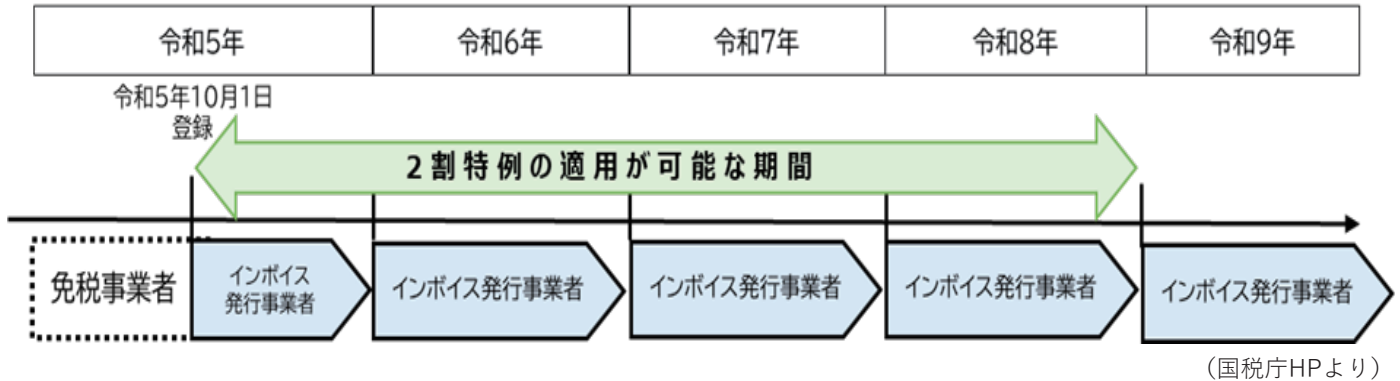 令和5年
令和6年
令和7年
令和8年
令和9年
令和5年10月1日
登録
2割特例の適用が可能な期間
免税事業者
インボイス
発行事業者
インボイス発行事業者
インボイス発行事業者
インボイス発行事業者
インボイス発行事業者
（国税庁HPより）